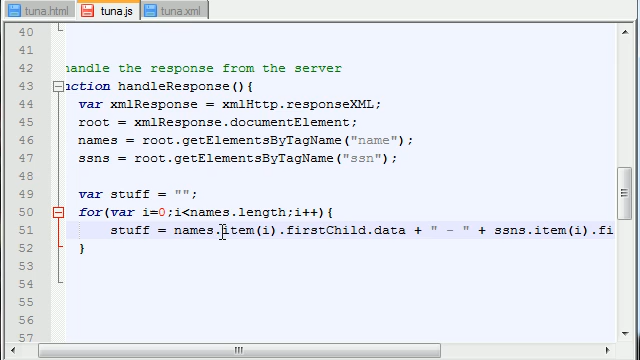 tuna.html tuna.js tuna.xml
40
41
42 handle the response from the server
43 nction handleResponse(){
44 var xmlResponse = xmlHttp.responseXML;
45 root = xmlResponse.documentElement;
46 names = root.getElementsByTagName("name");
47 ssns = root.getElementsByTagName("ssn");
48
49 var stuff = "";
50 for(var i=0;i<names.length;i++){
51 stuff = names.item(i).firstChild.data + " - " + ssns.item(i).fi
52 }
53
54
55
56
57